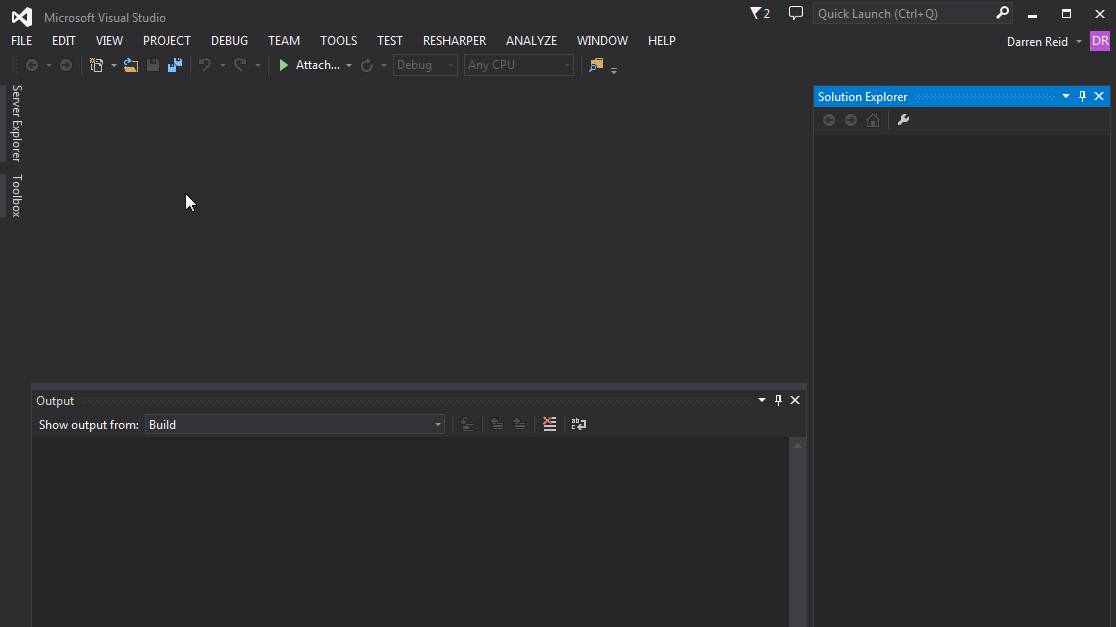 Microsoft Visual Studio
2
Quick Launch (Ctrl+Q)
FILE EDIT VIEW PROJECT DEBUG TEAM TOOLS TEST RESHARPER ANALYZE WINDOW HELP
Darren Reid
DR
Attach...
Debug
Any CPU
Server Explorer
Toolbox
Solution Explorer
Output
Show output from: Build